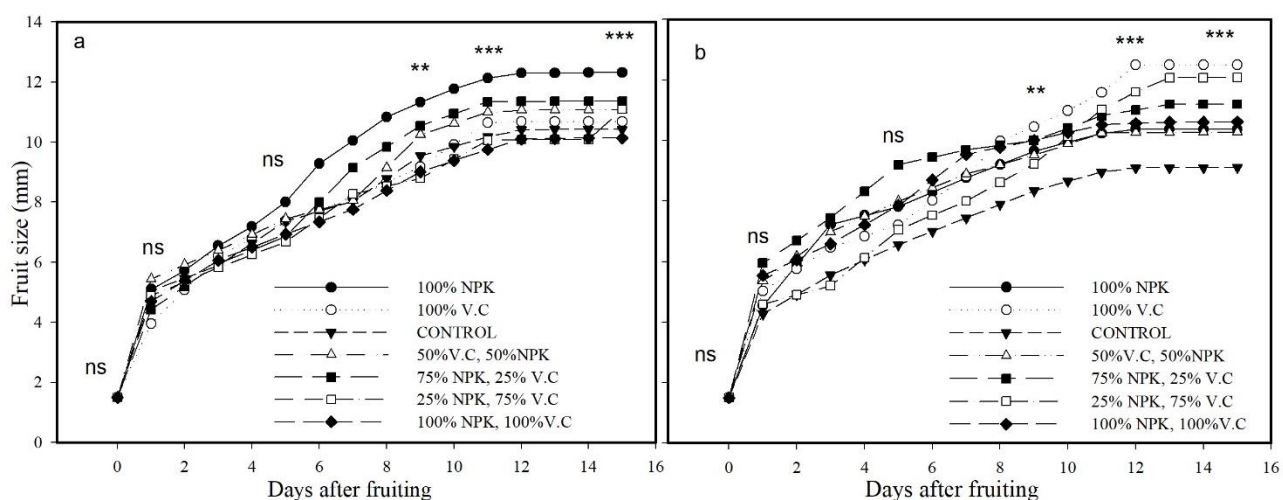 a
ns
ns
ns
**
***
***
14
12
10
8
6
4
2
0
Fruit size (mm)
100% NPK
100% V.C
CONTROL
50%V.C, 50%NPK
75% NPK, 25% V.C
25% NPK, 75% V.C
100% NPK, 100%V.C
0 2 4 6 8 10 12 14 16
Days after fruiting
b
ns
ns
ns
**
***
***
100% NPK
100% V.C
CONTROL
50%V.C, 50%NPK
75% NPK, 25% V.C
25% NPK, 75% V.C
100% NPK, 100%V.C
0 2 4 6 8 10 12 14 16
Days after fruiting